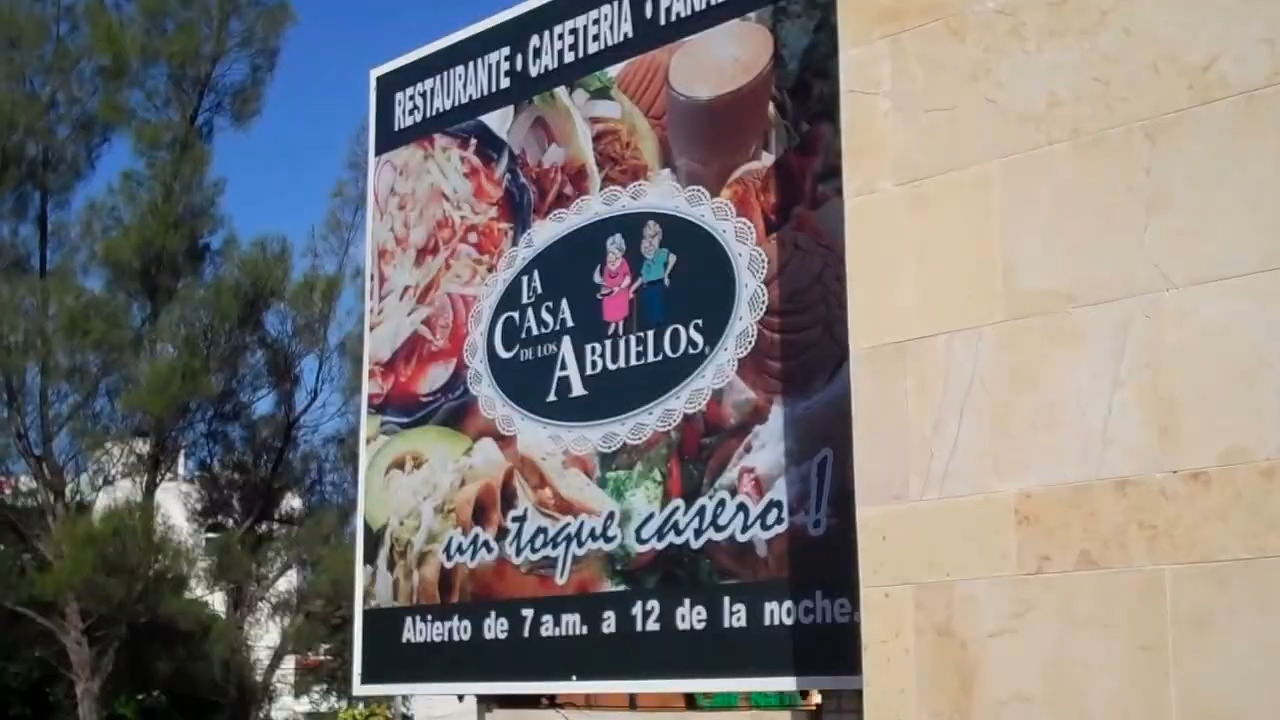 RESTAURANTE • CAFETERIA •
LA
CASA
DE LOS
ABUELOS
un toque casero!
Abierto de 7 a.m. a 12 de la noche.